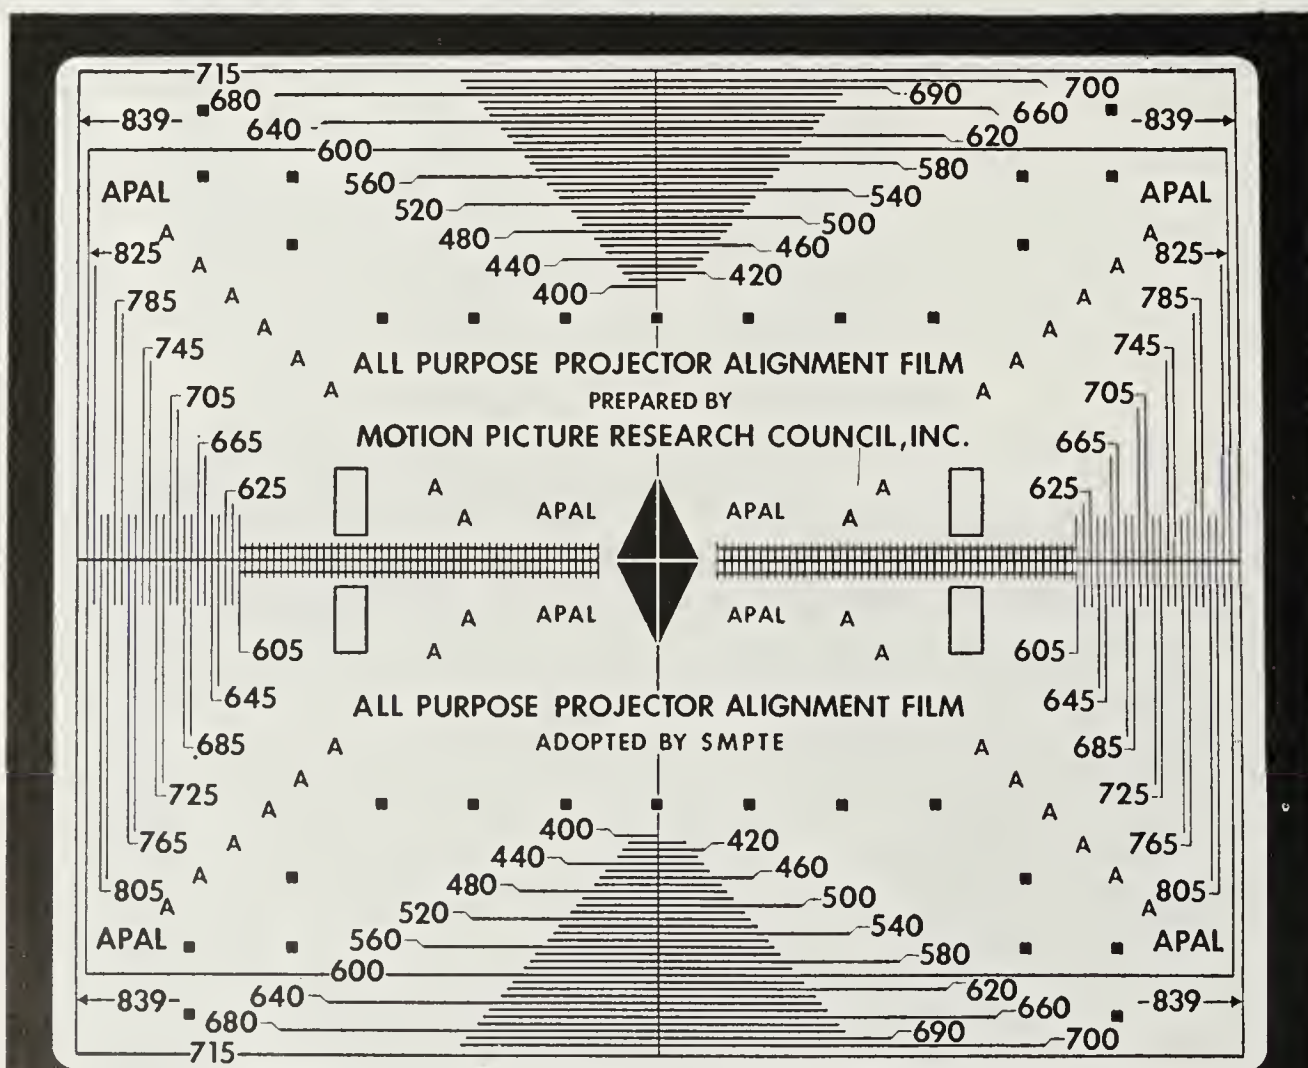 715
680 690 700
839 660 839
640 620
600
560 580
APAL 540 APAL
520 500
A 480 460 A
825 440 420 825
A 400 A
A A
785 785
A A
745 745
A ALL PURPOSE PROJECTOR ALIGNMENT FILM A
A PREPARED BY A
705 705
MOTION PICTURE RESEARCH COUNCIL, INC.
665 665
625 A A 625
A APAL APAL A
A APAL APAL A
605 A A 605
645 645
ALL PURPOSE PROJECTOR ALIGNMENT FILM
685 A ADOPTED BY SMPTE A 685
A A
725 725
A A
400
765 A 420 A 765
440 460
A A
805 480 500 805
A A
520 540
APAL 560 580 APAL
600
839 640 620 660 839
680 690 700
715